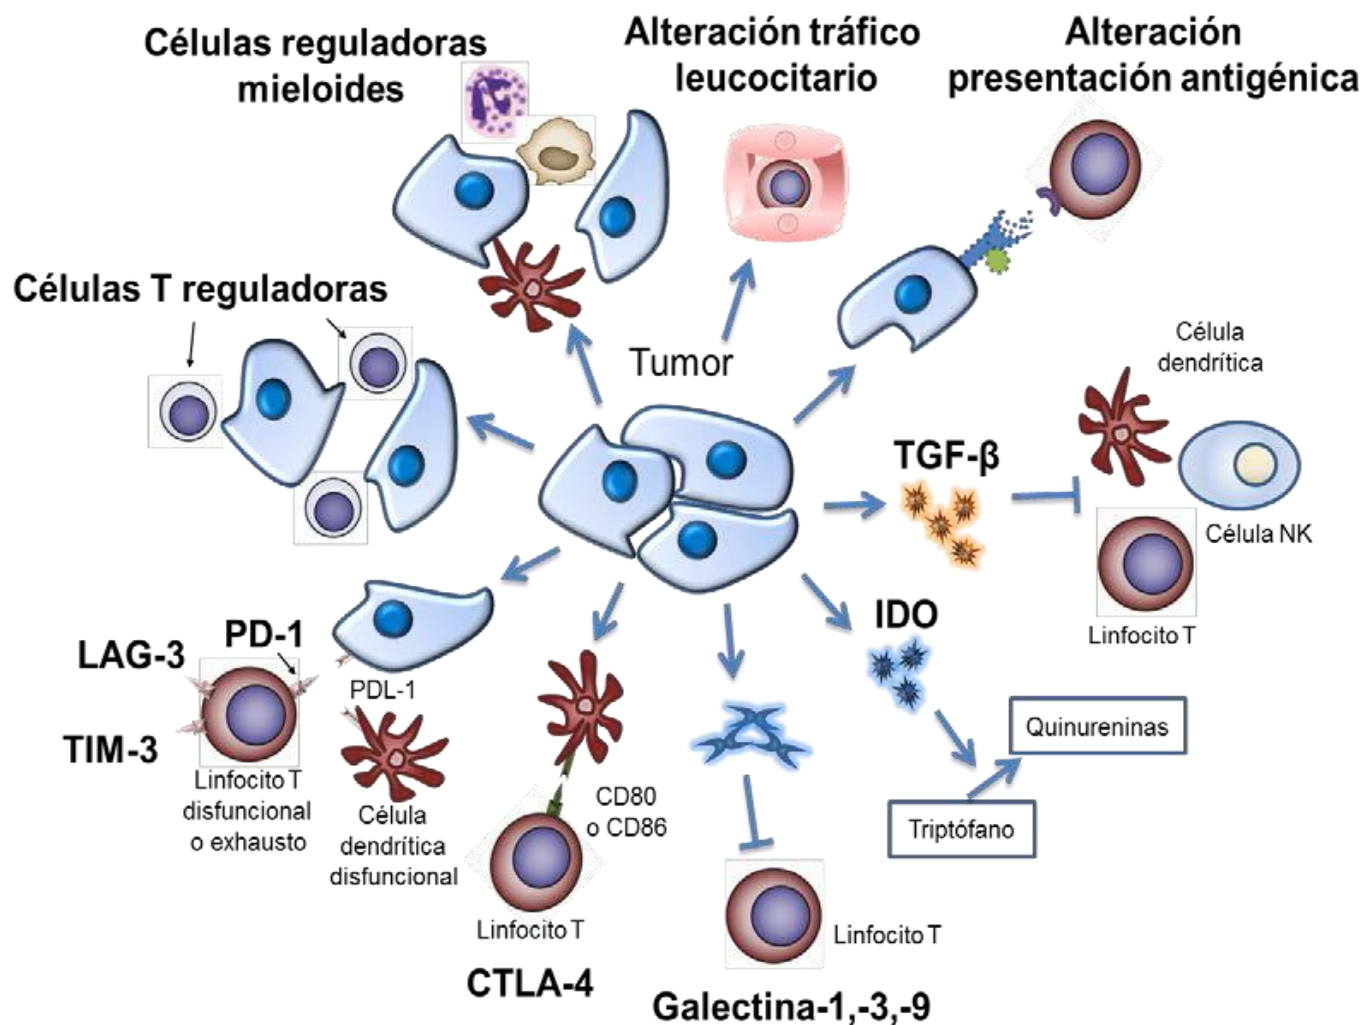 Células reguladoras
mieloides
Alteración tráfico
leucocitario
Alteración
presentación antigénica
Células T reguladoras
Tumor
Célula
dendrítica
TGF-β
Célula NK
Linfocito T
IDO
Quinureninas
Triptófano
LAG-3
PD-1
TIM-3
PDL-1
Linfocito T
disfuncional
o exhausto
Célula
dendrítica
disfuncional
CD80
o CD86
Linfocito T
CTLA-4
Linfocito T
Galectina-1,-3,-9